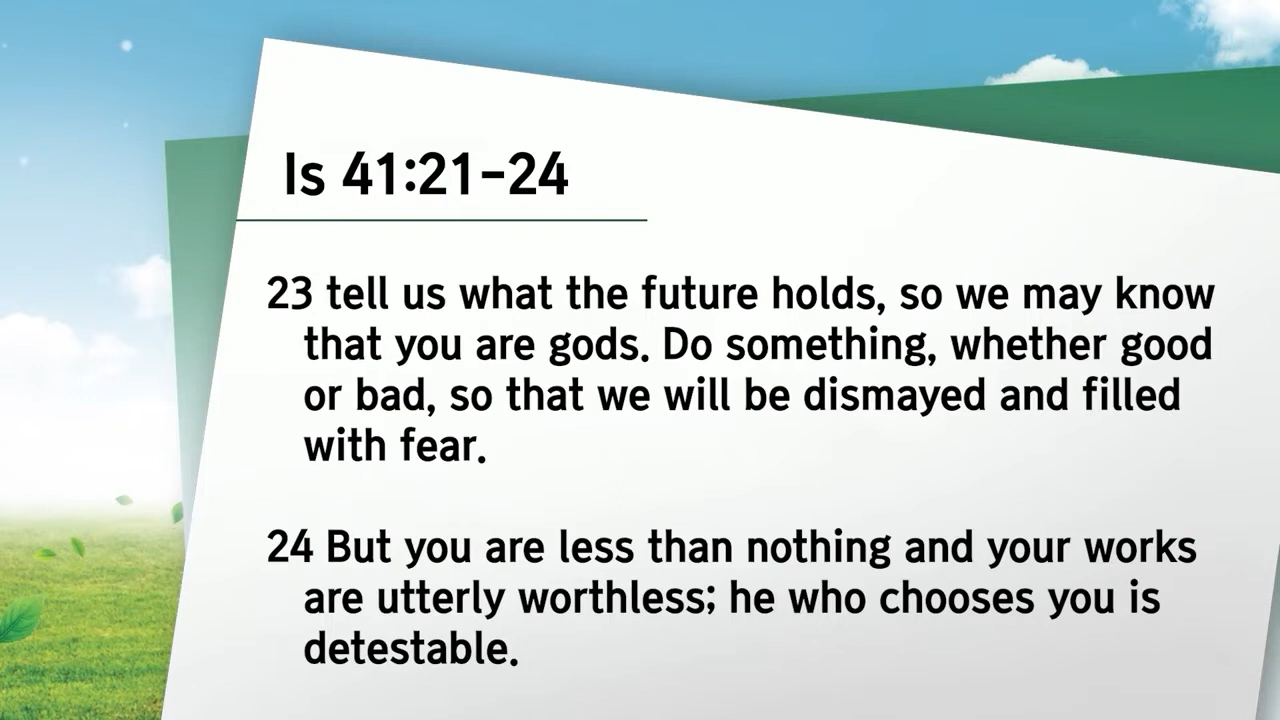 Is 41:21-24
23 tell us what the future holds, so we may know
that you are gods. Do something, whether good
or bad, so that we will be dismayed and filled
with fear.
24 But you are less than nothing and your works
are utterly worthless; he who chooses you is
detestable.